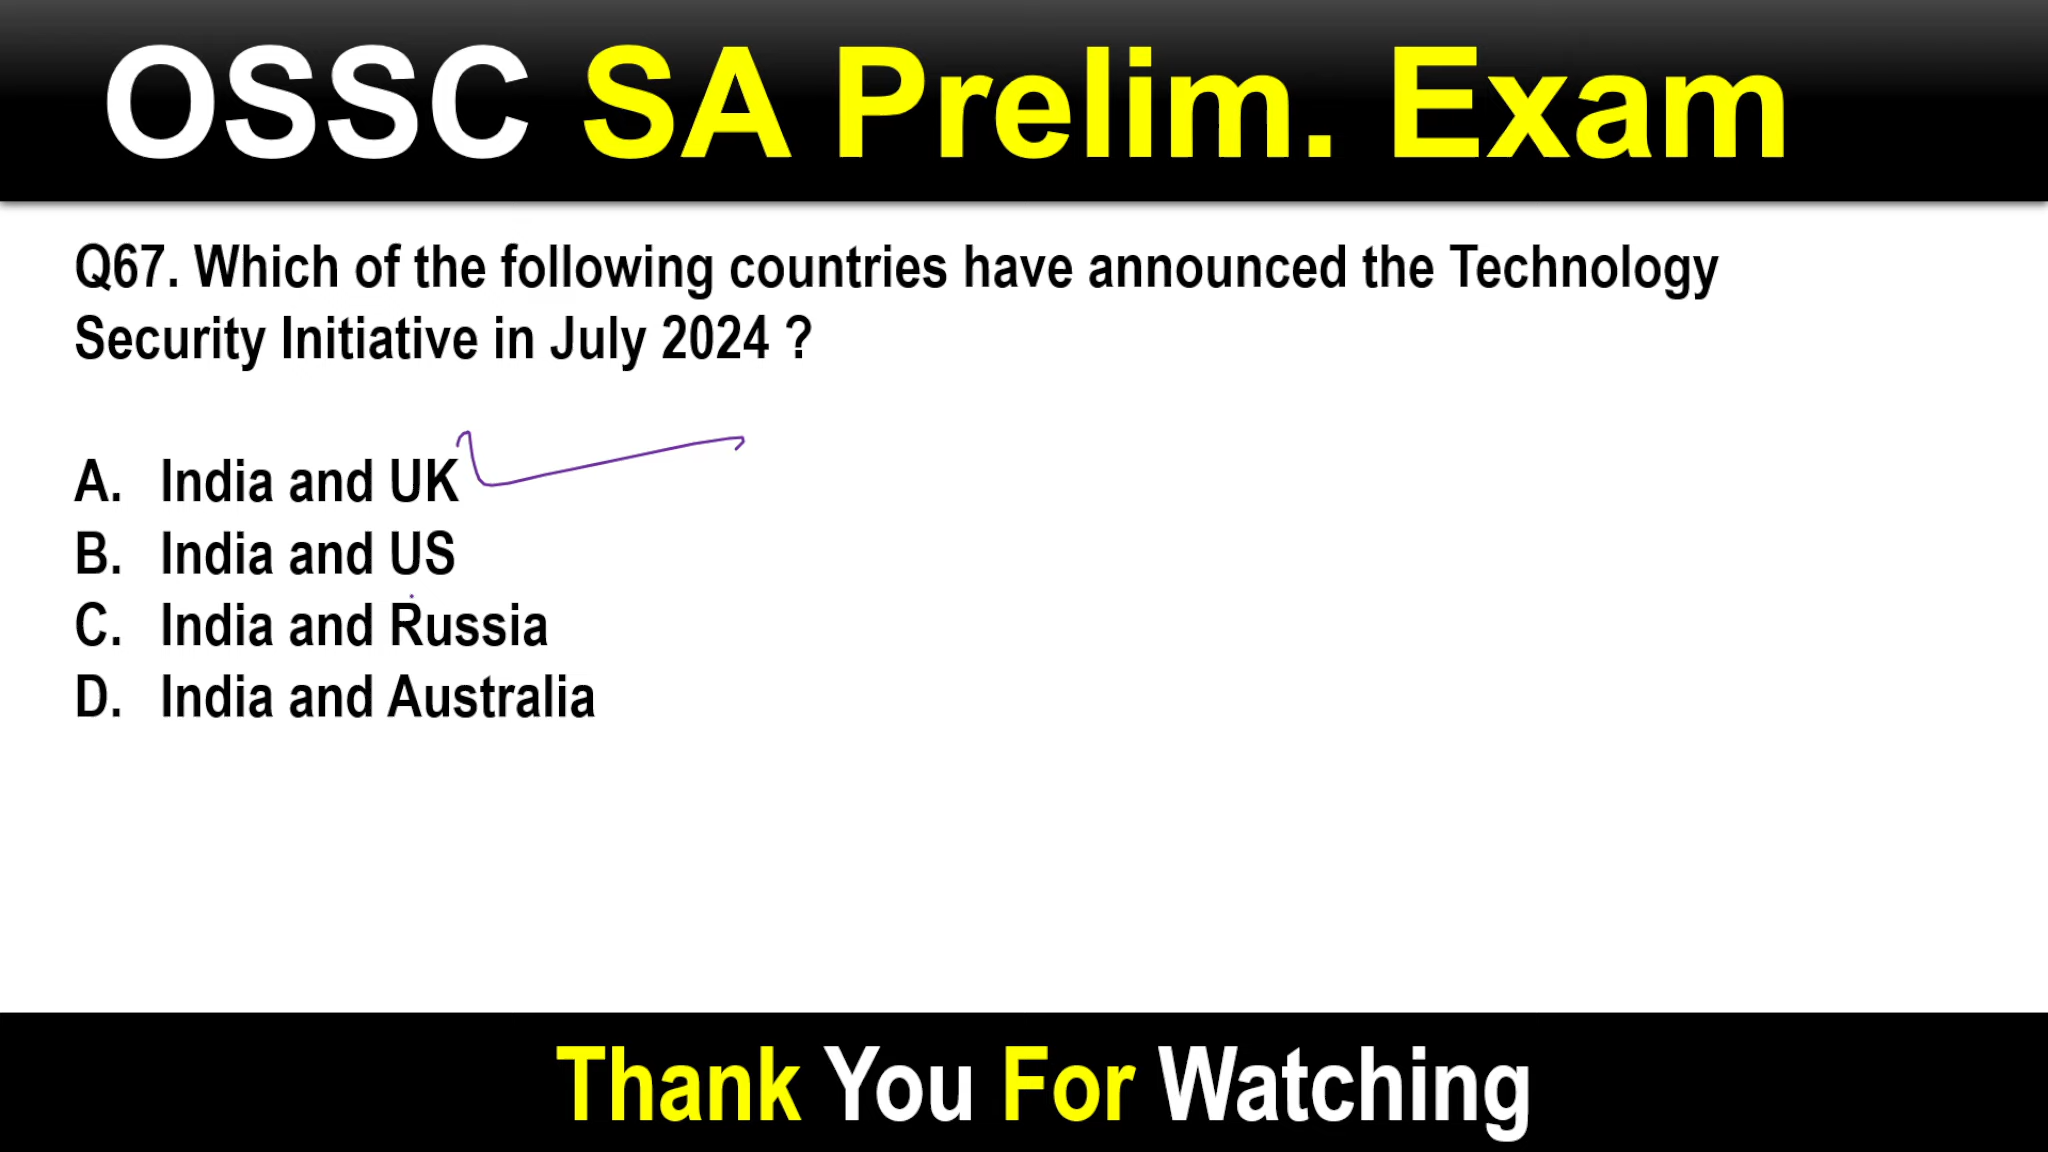 OSSC SA Prelim. Exam
Q67. Which of the following countries have announced the Technology
Security Initiative in July 2024 ?
A. India and UK
B. India and US
C. India and Russia
D. India and Australia
Thank You For Watching